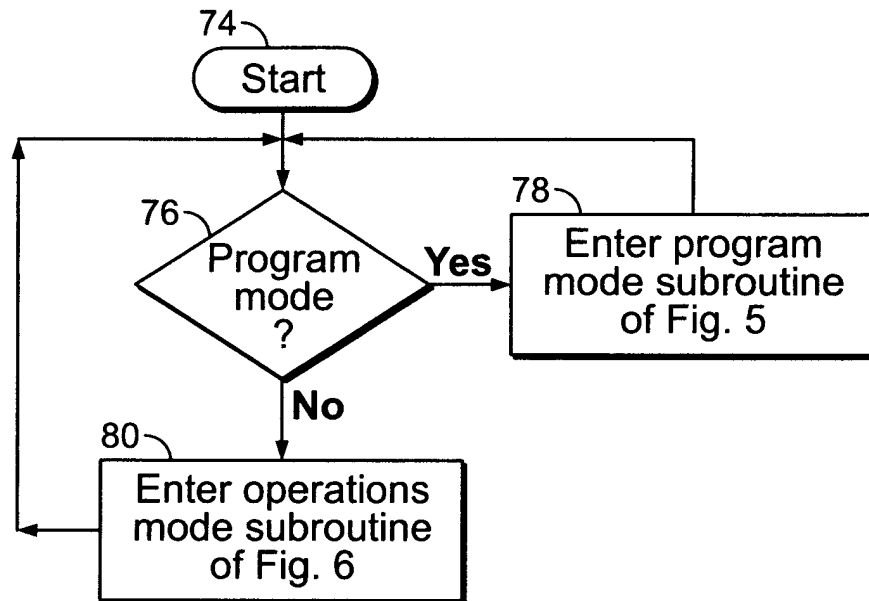 74
Start
76
Program
mode
?
Yes
78
Enter program
mode subroutine
of Fig. 5
No
80
Enter operations
mode subroutine
of Fig. 6